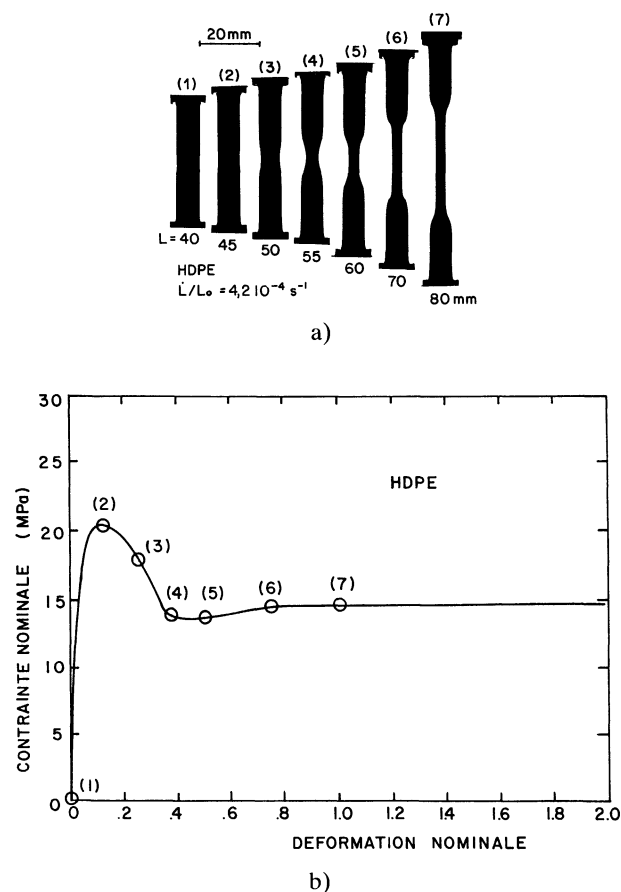 20mm
(1) (2) (3) (4) (5) (6) (7)
L=40 45 50 55 60 70 80 mm
HDPE
L̇/L₀ = 4,2 10⁻⁴ s⁻¹
a)
30
25
20
15
10
5
0
CONTRAINTE NOMINALE (MPa)
HDPE
(1) (2) (3) (4) (5) (6) (7)
0 .2 .4 .6 .8 1.0 1.2 1.4 1.6 1.8 2.0
DEFORMATION NOMINALE
b)